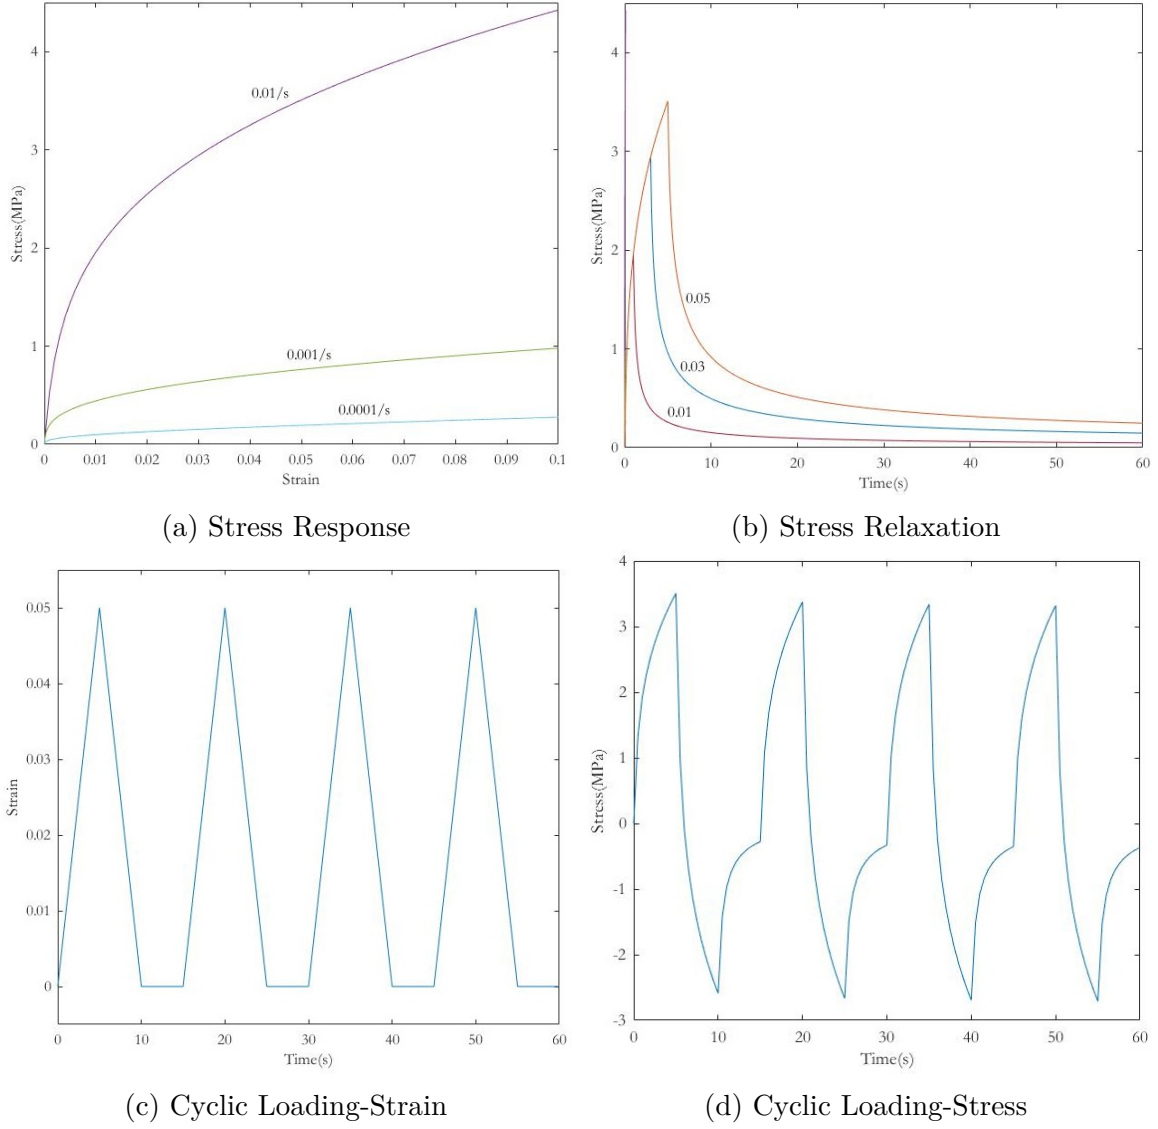 4
3
2
1
0
Stress(MPa)
0.01/s
0.001/s
0.0001/s
0 0.01 0.02 0.03 0.04 0.05 0.06 0.07 0.08 0.09 0.1
Strain
(a) Stress Response
4
3
2
1
0
Stress(MPa)
0.05
0.03
0.01
0 10 20 30 40 50 60
Time(s)
(b) Stress Relaxation
0.05
0.04
0.03
0.02
0.01
0
Strain
0 10 20 30 40 50 60
Time(s)
(c) Cyclic Loading-Strain
4
3
2
1
0
-1
-2
-3
Stress(MPa)
0 10 20 30 40 50 60
Time(s)
(d) Cyclic Loading-Stress